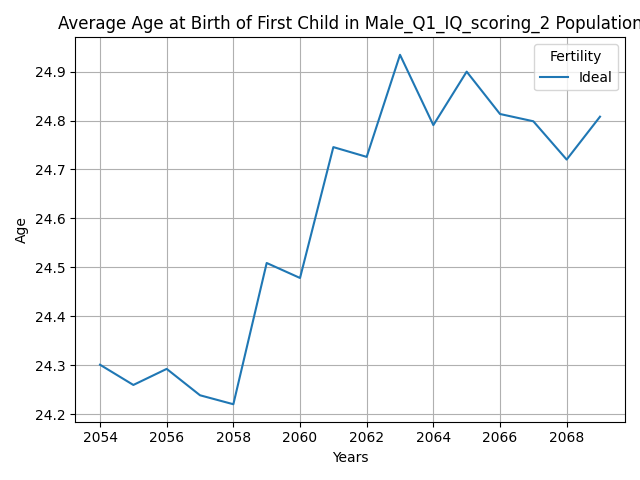 Average Age at Birth of First Child in Male_Q1_IQ_scoring_2 Population
Fertility
Ideal
24.9
24.8
24.7
24.6
24.5
24.4
24.3
24.2
Age
2054 2056 2058 2060 2062 2064 2066 2068
Years